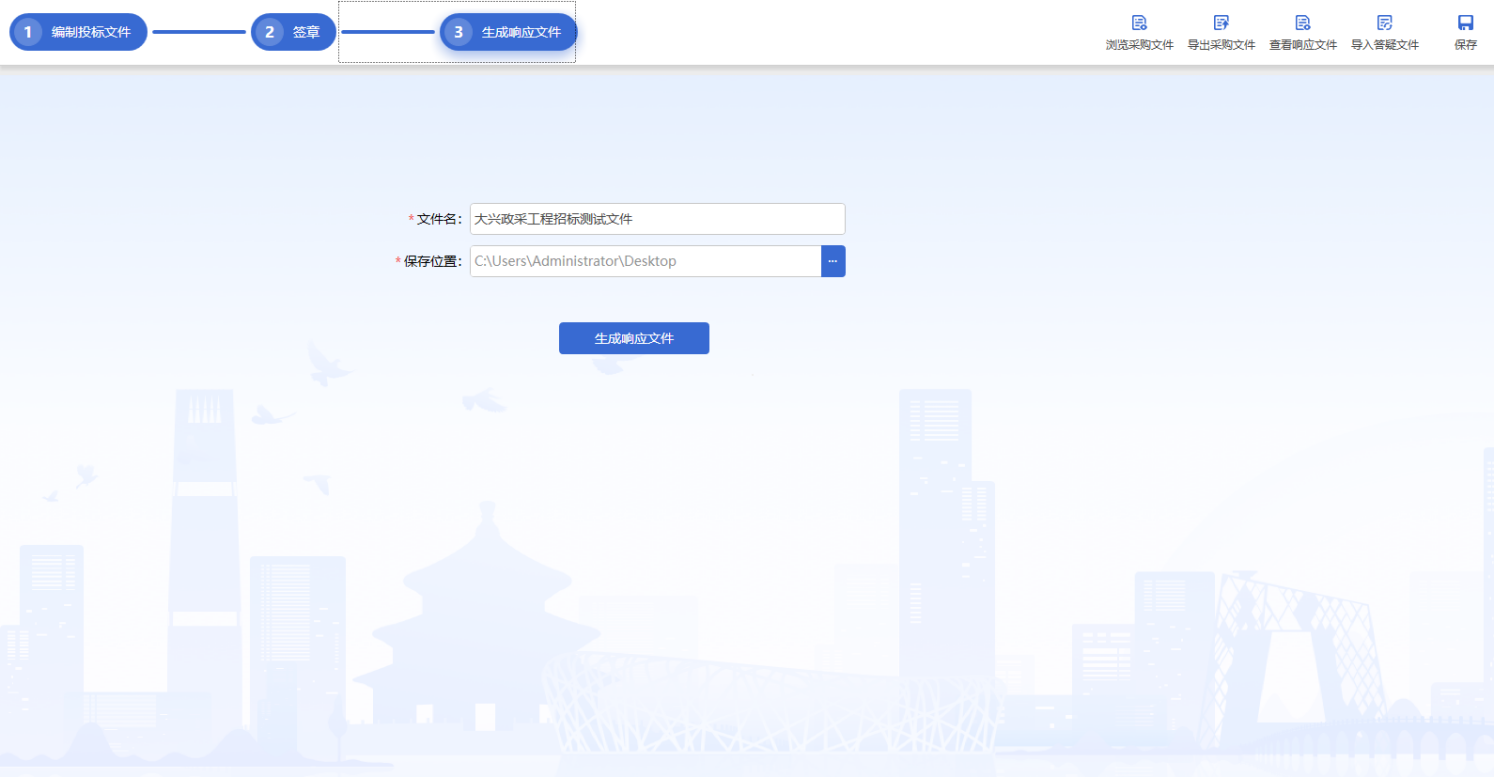 1 编制投标文件
2 签章
3 生成响应文件
浏览采购文件
导出采购文件
查看响应文件
导入答疑文件
保存
*文件名：
大兴政采工程招标测试文件
*保存位置：
C:\Users\Administrator\Desktop
...
生成响应文件